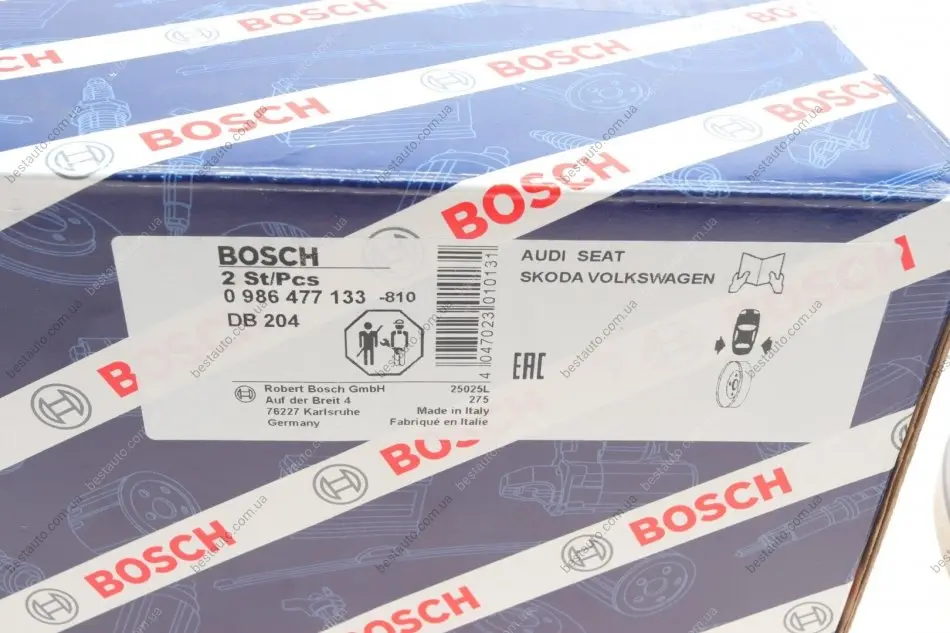 BOSCH
BOSCH
BOSCH
BOSCH
BOSCH
BOSCH
BOSCH
2 St/Pcs
0 986 477 133 -810
DB 204
4 047023 010131
AUDI SEAT
SKODA VOLKSWAGEN
EAC
Robert Bosch GmbH
Auf der Breit 4
76227 Karlsruhe
Germany
25025L
275
Made in Italy
Fabriqué en Italie
BOSCH
BOSCH
BOSCH
bestauto.com.ua